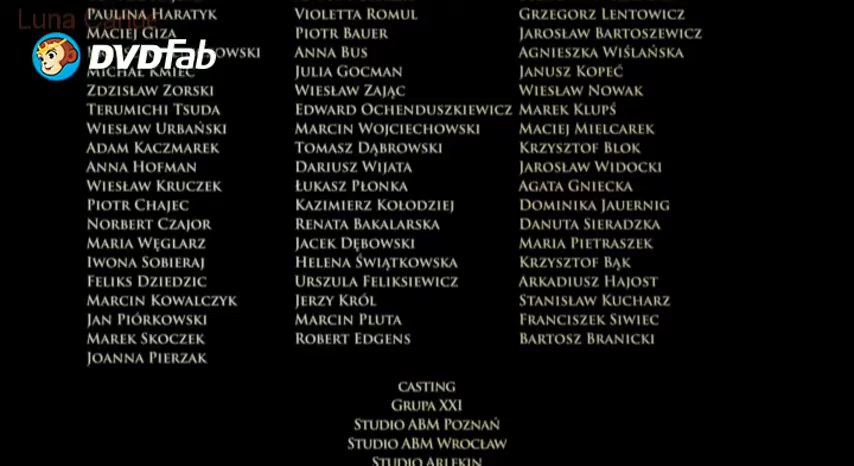 Luna
DVDFab
Paulina Haratyk Violetta Romul Grzegorz Lentowicz
Maciej Giza Piotr Bauer Jarosław Bartoszewicz
Anna Bus Agnieszka Wiślańska
Michał Kmieć Julia Gocman Janusz Kopeć
Zdzisław Zorski Wiesław Zając Wiesław Nowak
Terumichi Tsuda Edward Ochenduszkiewicz Marek Klupś
Wiesław Urbański Marcin Wojciechowski Maciej Mielcarek
Adam Kaczmarek Tomasz Dąbrowski Krzysztof Blok
Anna Hofman Dariusz Wijata Jarosław Widocki
Wiesław Kruczek Łukasz Płonka Agata Gniecka
Piotr Chajec Kazimierz Kołodziej Dominika Jauernig
Norbert Czajor Renata Bakalarska Danuta Sieradzka
Maria Węglarz Jacek Dębowski Maria Pietraszek
Iwona Sobieraj Helena Świątkowska Krzysztof Bąk
Feliks Dziedzic Urszula Feliksiewicz Arkadiusz Hajost
Marcin Kowalczyk Jerzy Król Stanisław Kucharz
Jan Piórkowski Marcin Pluta Franciszek Siwiec
Marek Skoczek Robert Edgens Bartosz Branicki
Joanna Pierzak
casting
Grupa XXI
Studio ABM Poznań
Studio ABM Wrocław
Studio Arlekin